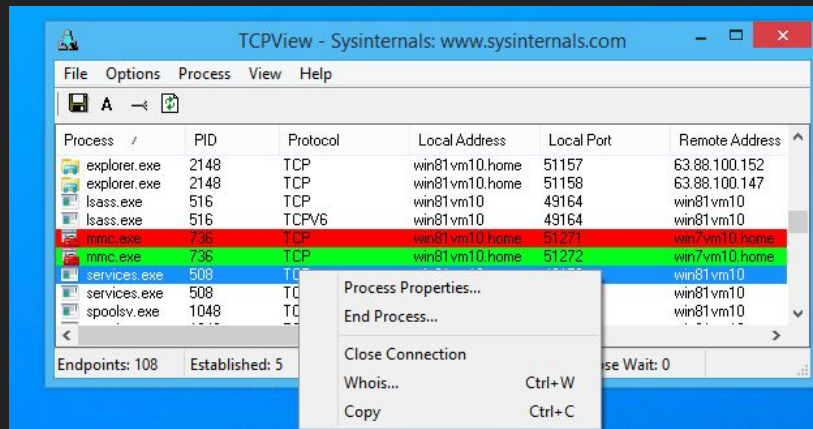 TCPView - Sysinternals: www.sysinternals.com
File Options Process View Help
A
Process / PID Protocol Local Address Local Port Remote Address
explorer.exe 2148 TCP win81vm10.home 51157 63.88.100.152
explorer.exe 2148 TCP win81vm10.home 51158 63.88.100.147
lsass.exe 516 TCP win81vm10 49164 win81vm10
lsass.exe 516 TCPV6 win81vm10 49164 win81vm10
mmc.exe 736 TCP win81vm10.home 51271 win7vm10.home
mmc.exe 736 TCP win81vm10.home 51272 win7vm10.home
services.exe 508 win81vm10
services.exe 508 win81vm10
spoolsv.exe 1048 win81vm10
Endpoints: 108 Established: 5 Wait: 0
Process Properties...
End Process...
Close Connection
Whois... Ctrl+W
Copy Ctrl+C